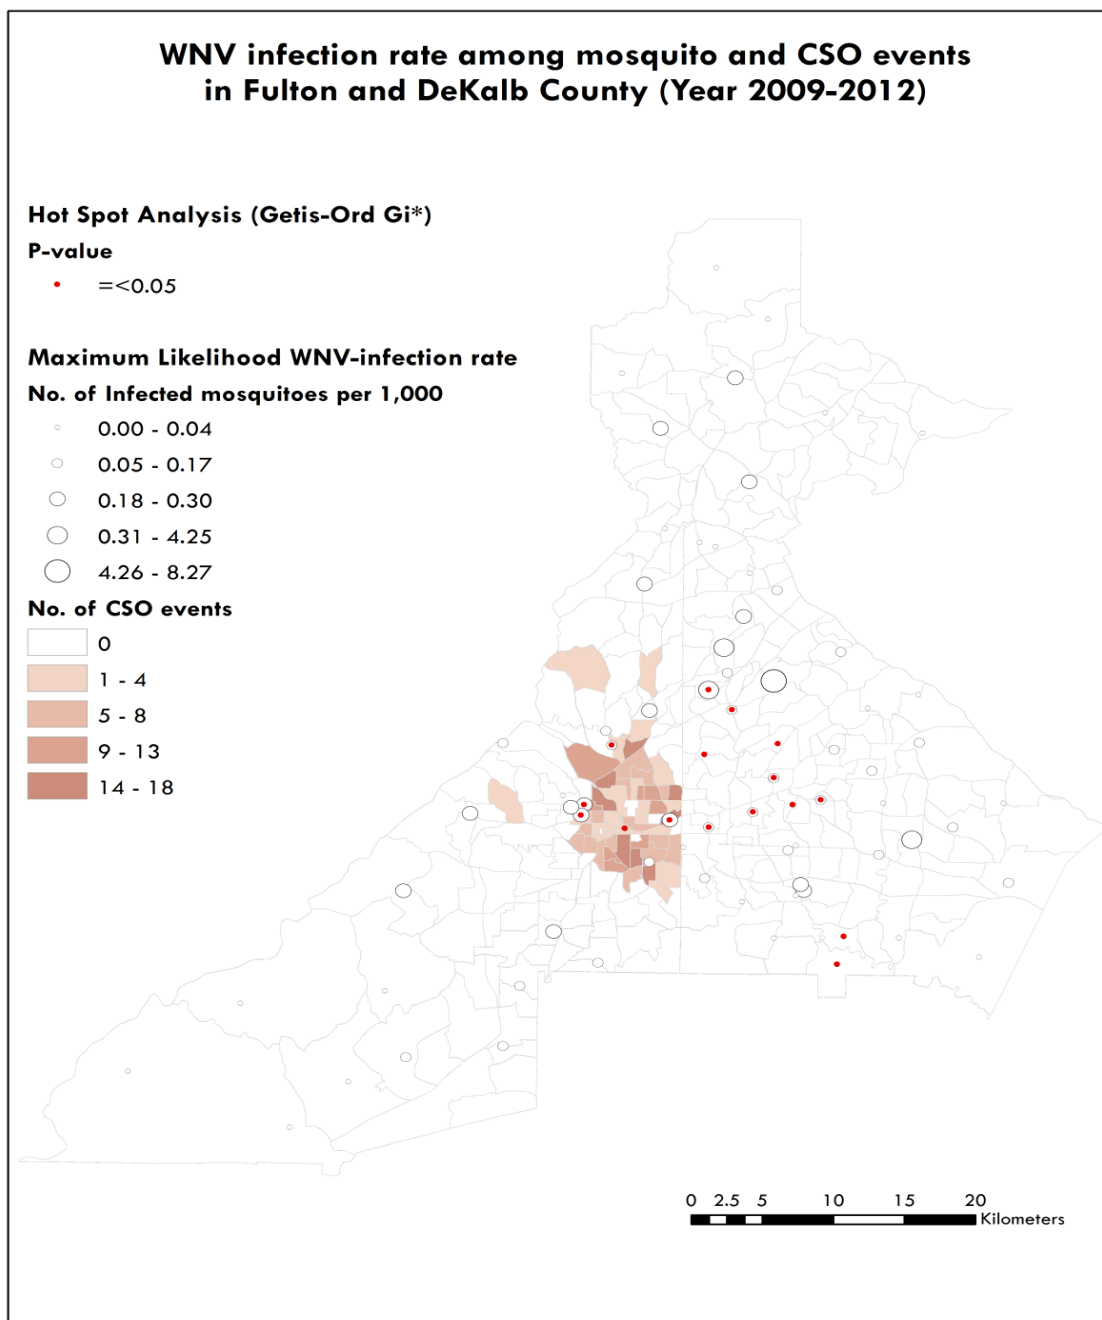 WNV infection rate among mosquito and CSO events
in Fulton and DeKalb County (Year 2009-2012)
Hot Spot Analysis (Getis-Ord Gi*)
P-value
=<0.05
Maximum Likelihood WNV-infection rate
No. of Infected mosquitoes per 1,000
0.00 - 0.04
0.05 - 0.17
0.18 - 0.30
0.31 - 4.25
4.26 - 8.27
No. of CSO events
0
1 - 4
5 - 8
9 - 13
14 - 18
0 2.5 5 10 15 20
Kilometers